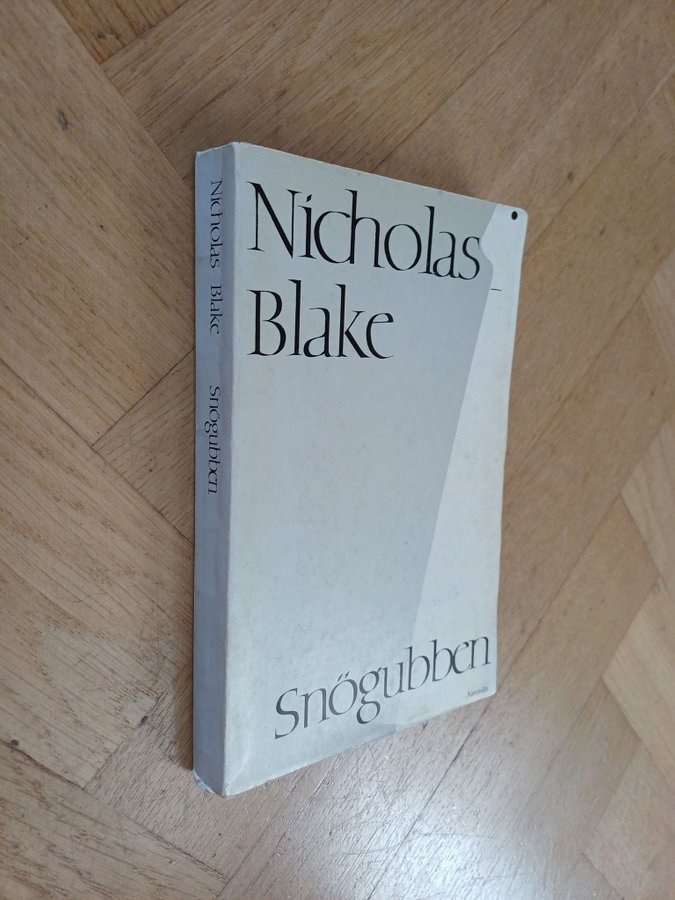 Nicholas
Blake
Snögubben
Nicholas Blake Snögubben